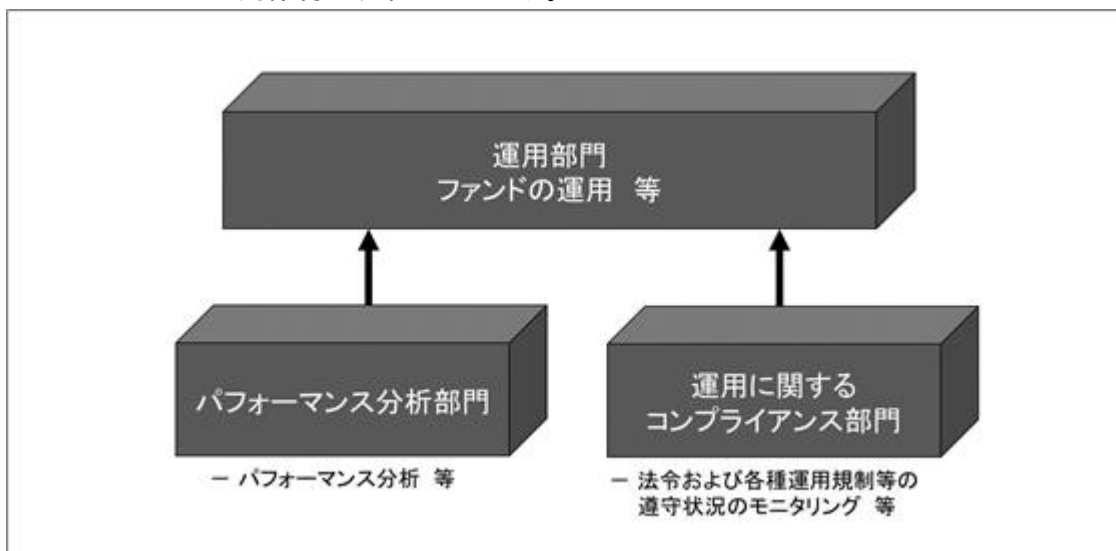 運用部門
ファンドの運用 等
パフォーマンス分析部門
運用に関する
コンプライアンス部門
－ パフォーマンス分析 等
－ 法令および各種運用規制等の
遵守状況のモニタリング 等